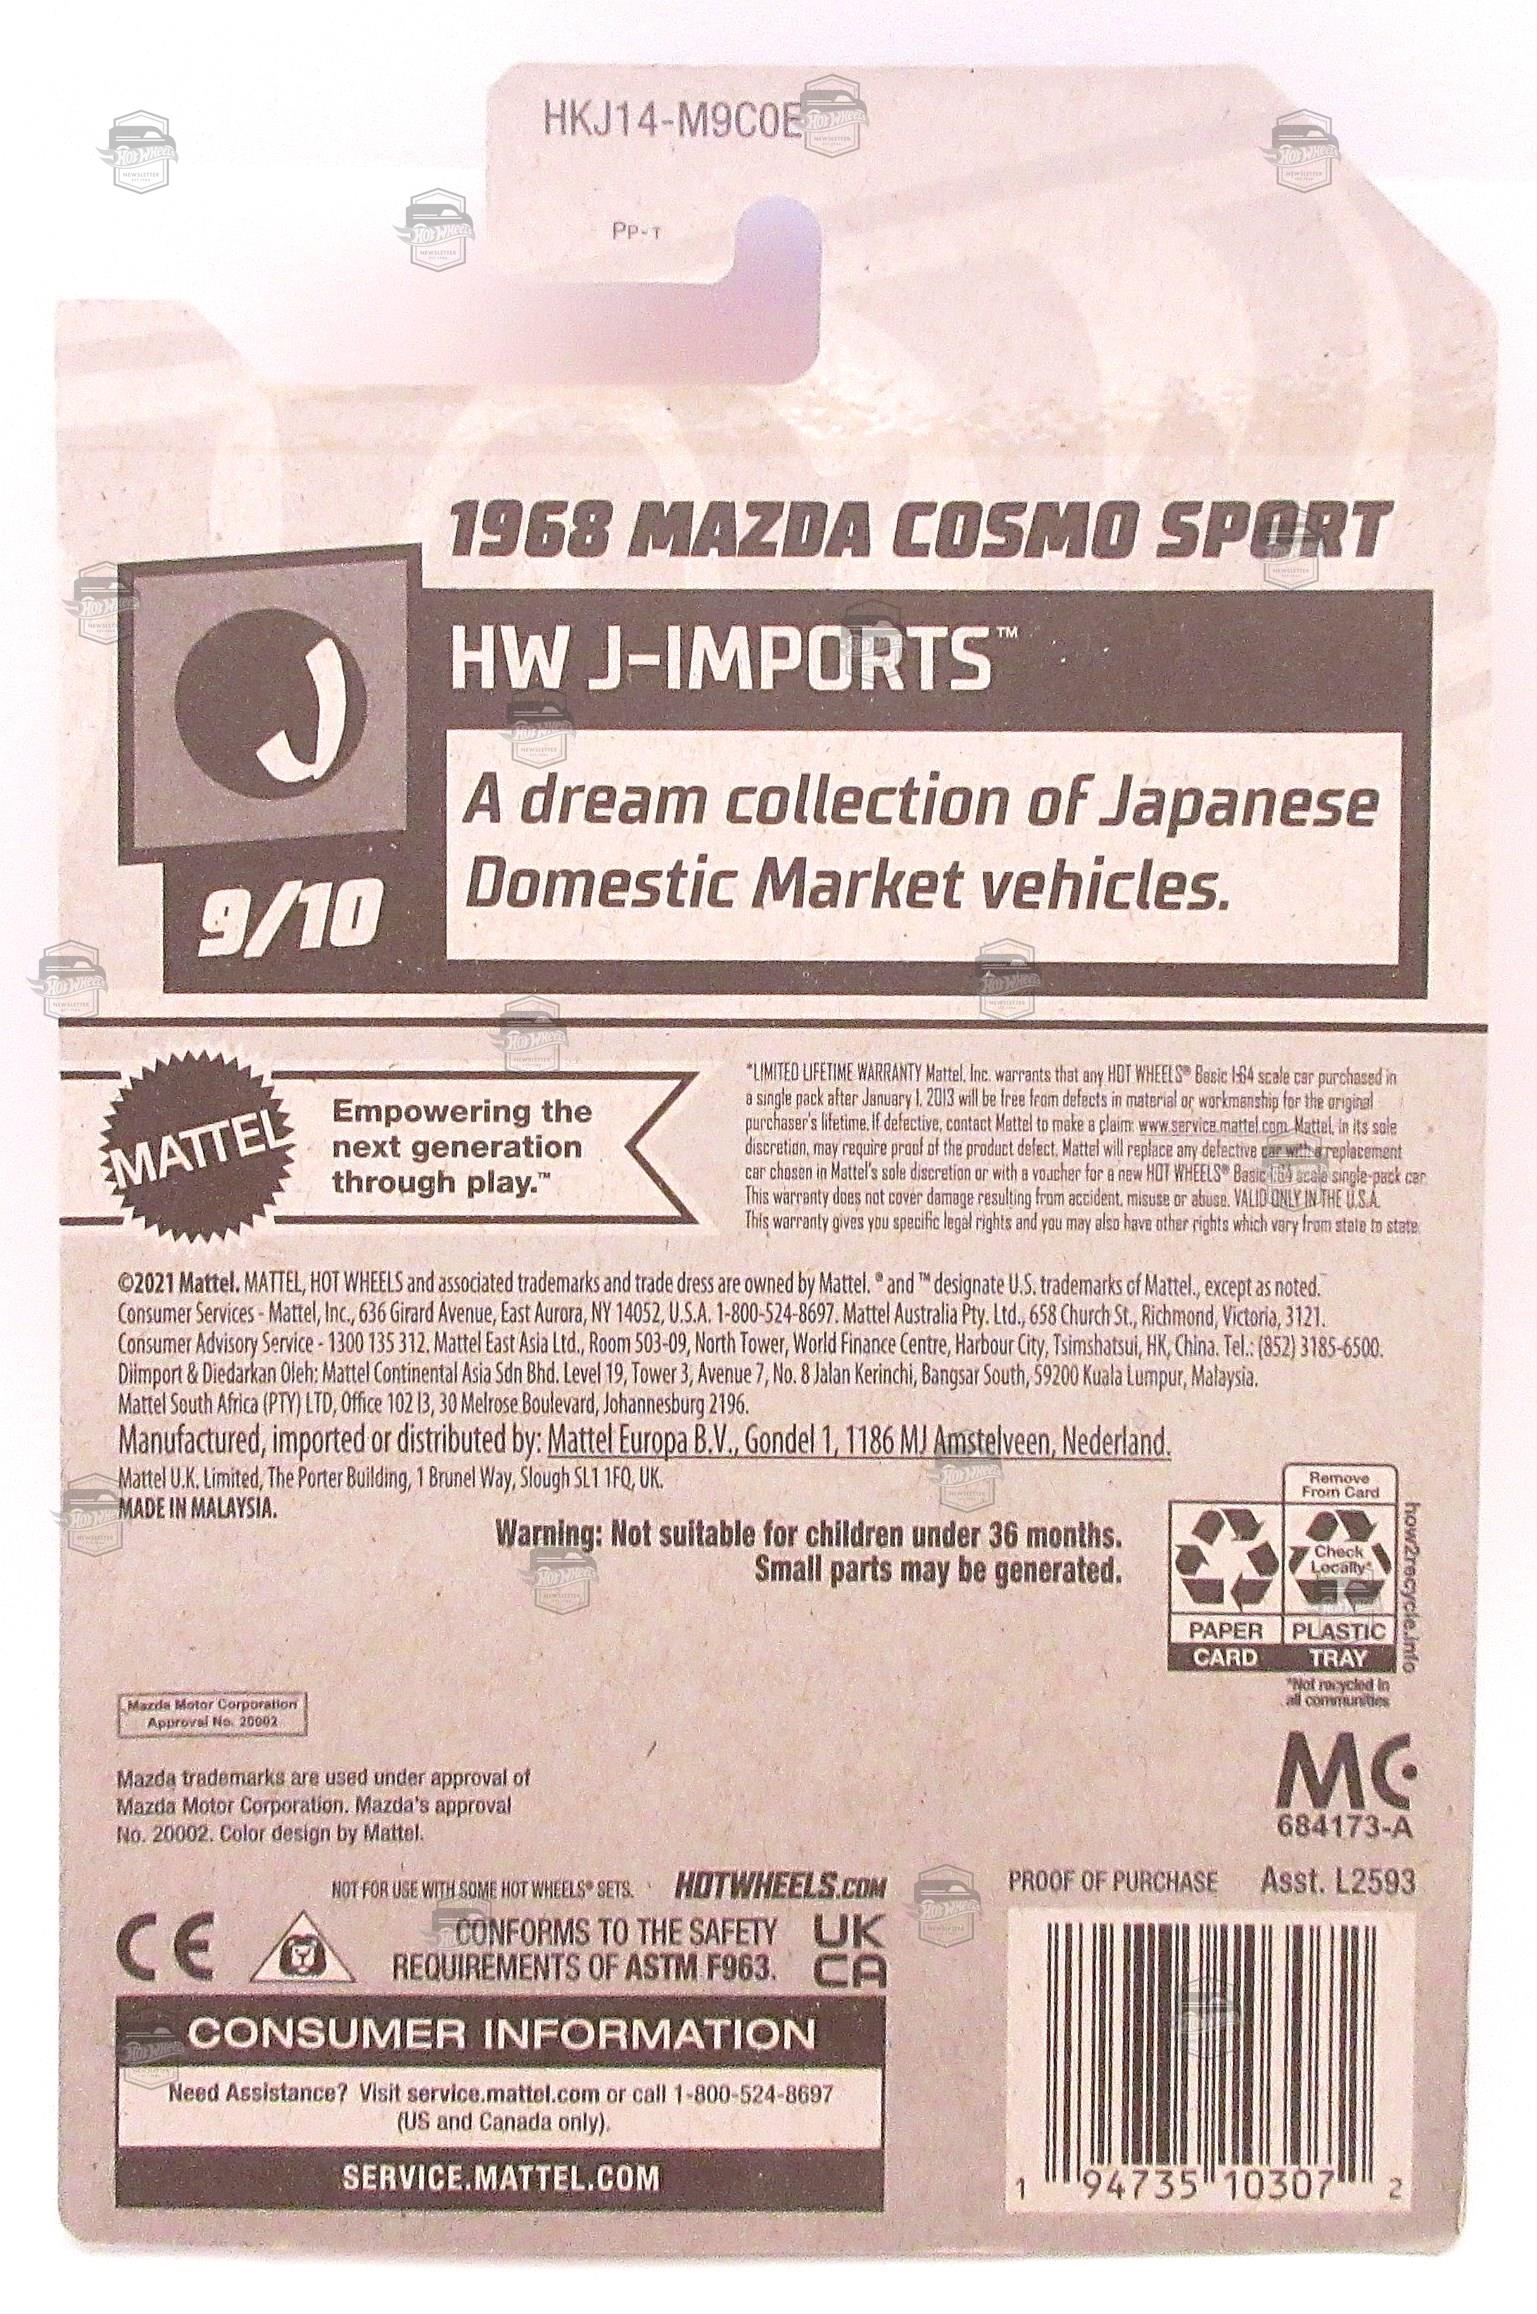 HKJ14-M9C0E
PP-T
1968 MAZDA COSMO SPORT
HW J-IMPORTS™
J
A dream collection of Japanese
Domestic Market vehicles.
9/10
MATTEL
Empowering the
next generation
through play.™
*LIMITED LIFETIME WARRANTY Mattel, Inc. warrants that any HOT WHEELS® Basic 1:64 scale car purchased in
a single pack after January 1, 2013 will be free from defects in material or workmanship for the original
purchaser's lifetime. If defective, contact Mattel to make a claim: www.service.mattel.com. Mattel, in its sole
discretion, may require proof of the product defect. Mattel will replace any defective car with a replacement
car chosen in Mattel's sole discretion or with a voucher for a new HOT WHEELS® Basic 1:64 scale single-pack car.
This warranty does not cover damage resulting from accident, misuse or abuse. VALID ONLY IN THE U.S.A.
This warranty gives you specific legal rights and you may also have other rights which vary from state to state.
©2021 Mattel. MATTEL, HOT WHEELS and associated trademarks and trade dress are owned by Mattel. ® and ™ designate U.S. trademarks of Mattel., except as noted.
Consumer Services - Mattel, Inc., 636 Girard Avenue, East Aurora, NY 14052, U.S.A. 1-800-524-8697. Mattel Australia Pty. Ltd., 658 Church St., Richmond, Victoria, 3121.
Consumer Advisory Service - 1300 135 312. Mattel East Asia Ltd., Room 503-09, North Tower, World Finance Centre, Harbour City, Tsimshatsui, HK, China. Tel.: (852) 3185-6500.
Diimport & Diedarkan Oleh: Mattel Continental Asia Sdn Bhd. Level 19, Tower 3, Avenue 7, No. 8 Jalan Kerinchi, Bangsar South, 59200 Kuala Lumpur, Malaysia.
Mattel South Africa (PTY) LTD, Office 102 I3, 30 Melrose Boulevard, Johannesburg 2196.
Manufactured, imported or distributed by: Mattel Europa B.V., Gondel 1, 1186 MJ Amstelveen, Nederland.
Mattel U.K. Limited, The Porter Building, 1 Brunel Way, Slough SL1 1FQ, UK.
MADE IN MALAYSIA.
Warning: Not suitable for children under 36 months.
Small parts may be generated.
Remove
From Card
Check
Locally*
PAPER
PLASTIC
CARD
TRAY
how2recycle.info
*Not recycled in
all communities
Mazda Motor Corporation
Approval No. 20002
Mazda trademarks are used under approval of
Mazda Motor Corporation. Mazda's approval
No. 20002. Color design by Mattel.
MC
684173-A
NOT FOR USE WITH SOME HOT WHEELS® SETS.
HOTWHEELS.COM
PROOF OF PURCHASE
Asst. L2593
CE
CONFORMS TO THE SAFETY
REQUIREMENTS OF ASTM F963.
UK
CA
CONSUMER INFORMATION
Need Assistance? Visit service.mattel.com or call 1-800-524-8697
(US and Canada only).
SERVICE.MATTEL.COM
1 94735 10307 2